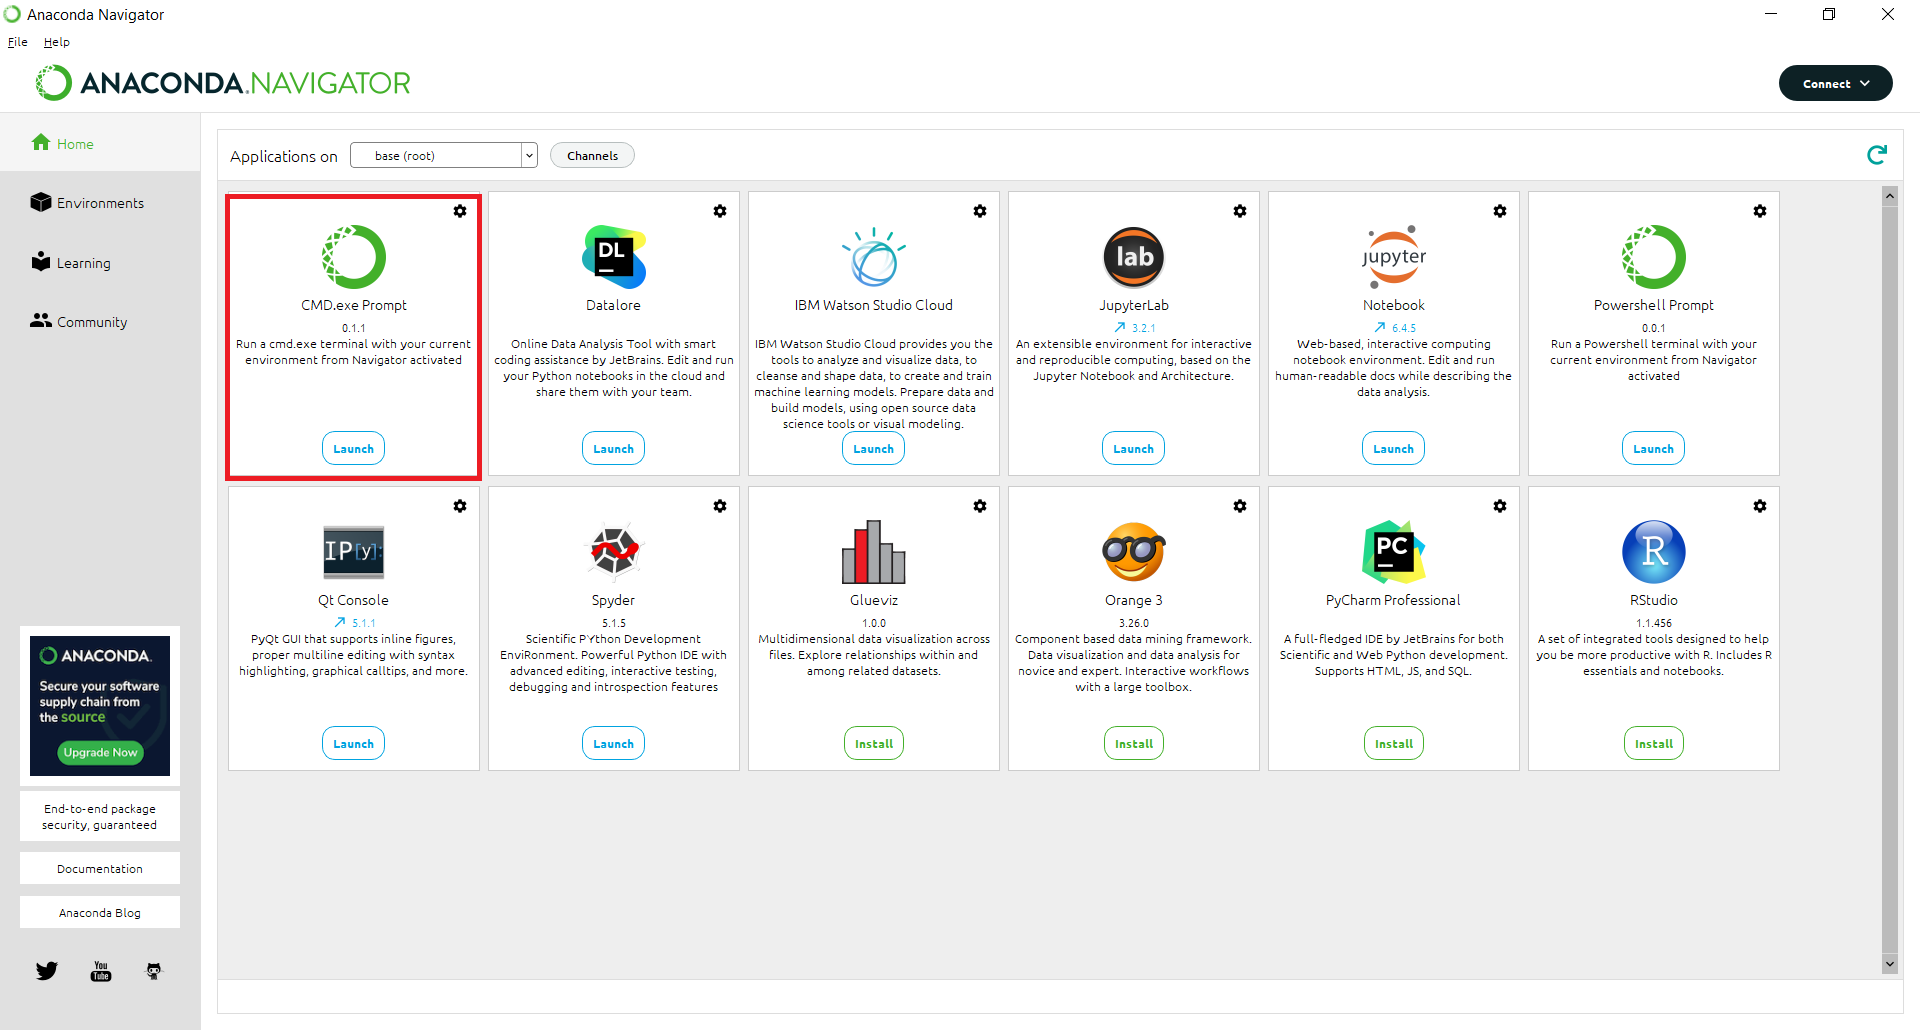 Anaconda Navigator
File Help
ANACONDA.NAVIGATOR
Connect
Home
Environments
Learning
Community
Applications on base (root) Channels
CMD.exe Prompt
0.1.1
Run a cmd.exe terminal with your current
environment from Navigator activated
Launch
DL
Datalore
Online Data Analysis Tool with smart
coding assistance by JetBrains. Edit and run
your Python notebooks in the cloud and
share them with your team.
Launch
IBM Watson Studio Cloud
IBM Watson Studio Cloud provides you the
tools to analyze and visualize data, to
cleanse and shape data, to create and train
machine learning models. Prepare data and
build models, using open source data
science tools or visual modeling.
Launch
lab
JupyterLab
3.2.1
An extensible environment for interactive
and reproducible computing, based on the
Jupyter Notebook and Architecture.
Launch
jupyter
Notebook
6.4.5
Web-based, interactive computing
notebook environment. Edit and run
human-readable docs while describing the
data analysis.
Launch
Powershell Prompt
0.0.1
Run a Powershell terminal with your
current environment from Navigator
activated
Launch
IP[y]:
Qt Console
5.1.1
PyQt GUI that supports inline figures,
proper multiline editing with syntax
highlighting, graphical calltips, and more.
Launch
Spyder
5.1.5
Scientific PYthon Development
EnviRonment. Powerful Python IDE with
advanced editing, interactive testing,
debugging and introspection features
Launch
Glueviz
1.0.0
Multidimensional data visualization across
files. Explore relationships within and
among related datasets.
Install
Orange 3
3.26.0
Component based data mining framework.
Data visualization and data analysis for
novice and expert. Interactive workflows
with a large toolbox.
Install
PC
PyCharm Professional
A full-fledged IDE by JetBrains for both
Scientific and Web Python development.
Supports HTML, JS, and SQL.
Install
R
RStudio
1.1.456
A set of integrated tools designed to help
you be more productive with R. Includes R
essentials and notebooks.
Install
ANACONDA.
Secure your software
supply chain from
the source
Upgrade Now
End-to-end package
security, guaranteed
Documentation
Anaconda Blog
You
Tube